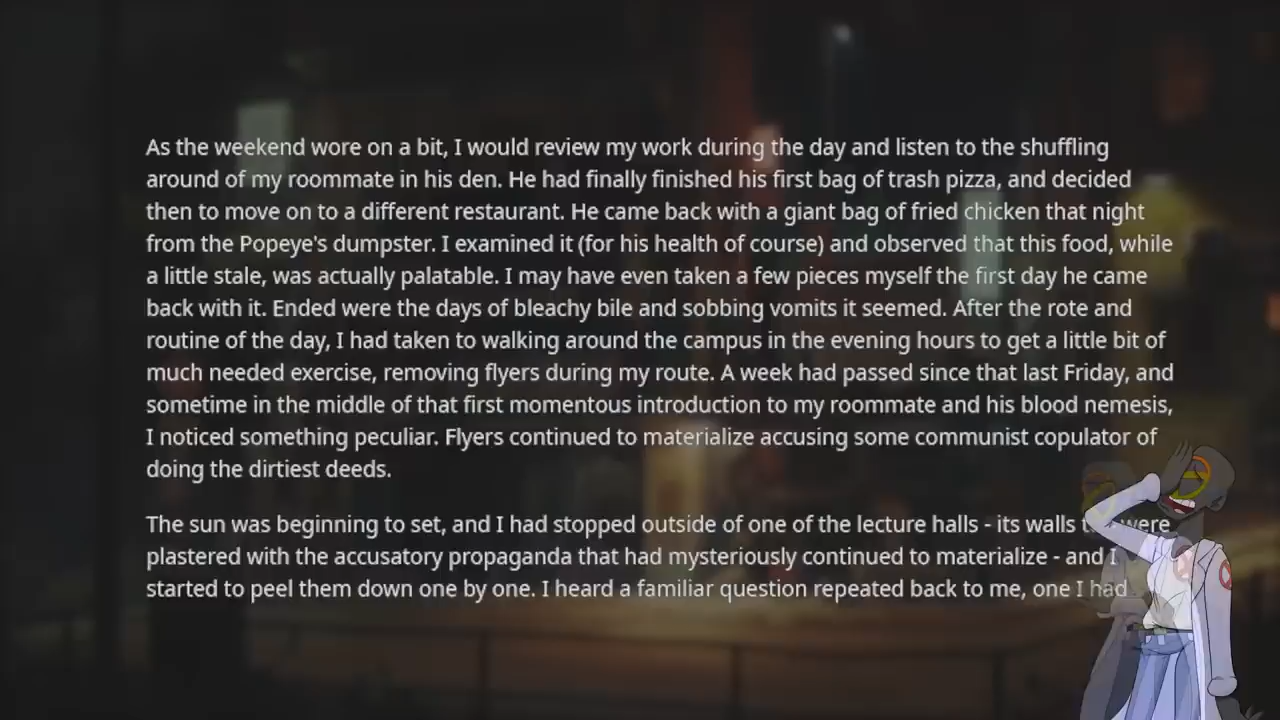 As the weekend wore on a bit, I would review my work during the day and listen to the shuffling
around of my roommate in his den. He had finally finished his first bag of trash pizza, and decided
then to move on to a different restaurant. He came back with a giant bag of fried chicken that night
from the Popeye's dumpster. I examined it (for his health of course) and observed that this food, while
a little stale, was actually palatable. I may have even taken a few pieces myself the first day he came
back with it. Ended were the days of bleachy bile and sobbing vomits it seemed. After the rote and
routine of the day, I had taken to walking around the campus in the evening hours to get a little bit of
much needed exercise, removing flyers during my route. A week had passed since that last Friday, and
sometime in the middle of that first momentous introduction to my roommate and his blood nemesis,
I noticed something peculiar. Flyers continued to materialize accusing some communist copulator of
doing the dirtiest deeds.
The sun was beginning to set, and I had stopped outside of one of the lecture halls - its walls were
plastered with the accusatory propaganda that had mysteriously continued to materialize - and I
started to peel them down one by one. I heard a familiar question repeated back to me, one I had